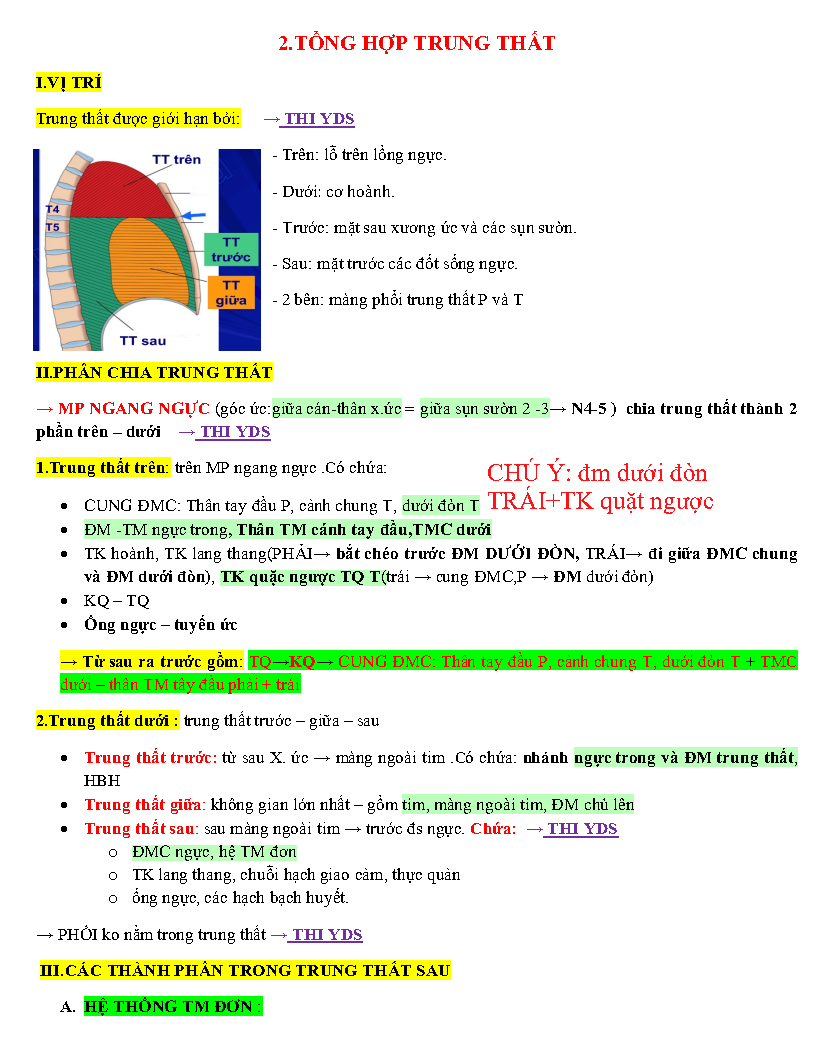 2.TỔNG HỢP TRUNG THẤT
I.VỊ TRÍ
Trung thất được giới hạn bởi: → THI YDS
TT trên
T4
T5
TT trước
TT giữa
TT sau
- Trên: lỗ trên lồng ngực.
- Dưới: cơ hoành.
- Trước: mặt sau xương ức và các sụn sườn.
- Sau: mặt trước các đốt sống ngực.
- 2 bên: màng phổi trung thất P và T
II.PHÂN CHIA TRUNG THẤT
→ MP NGANG NGỰC (góc ức:giữa cán-thân x.ức = giữa sụn sườn 2 -3→ N4-5 ) chia trung thất thành 2
phần trên – dưới → THI YDS
1.Trung thất trên: trên MP ngang ngực .Có chứa:
CHÚ Ý: đm dưới đòn
TRÁI+TK quặt ngược
• CUNG ĐMC: Thân tay đầu P, cảnh chung T, dưới đòn T
• ĐM -TM ngực trong, Thân TM cánh tay đầu,TMC dưới
• TK hoành, TK lang thang(PHẢI→ bắt chéo trước ĐM DƯỚI ĐÒN, TRÁI→ đi giữa ĐMC chung
và ĐM dưới đòn), TK quặc ngược TQ T(trái → cung ĐMC,P → ĐM dưới đòn)
• KQ – TQ
• Ống ngực – tuyến ức
→ Từ sau ra trước gồm: TQ→KQ→ CUNG ĐMC: Thân tay đầu P, cảnh chung T, dưới đòn T + TMC
dưới – thân TM tây đầu phải + trái
2.Trung thất dưới : trung thất trước – giữa – sau
• Trung thất trước: từ sau X. ức → màng ngoài tim .Có chứa: nhánh ngực trong và ĐM trung thất,
HBH
• Trung thất giữa: không gian lớn nhất – gồm tim, màng ngoài tim, ĐM chủ lên
• Trung thất sau: sau màng ngoài tim → trước đs ngực. Chứa: → THI YDS
o ĐMC ngực, hệ TM đơn
o TK lang thang, chuỗi hạch giao cảm, thực quản
o ống ngực, các hạch bạch huyết.
→ PHỔI ko nằm trong trung thất → THI YDS
III.CÁC THÀNH PHẦN TRONG TRUNG THẤT SAU
A. HỆ THỐNG TM ĐƠN :